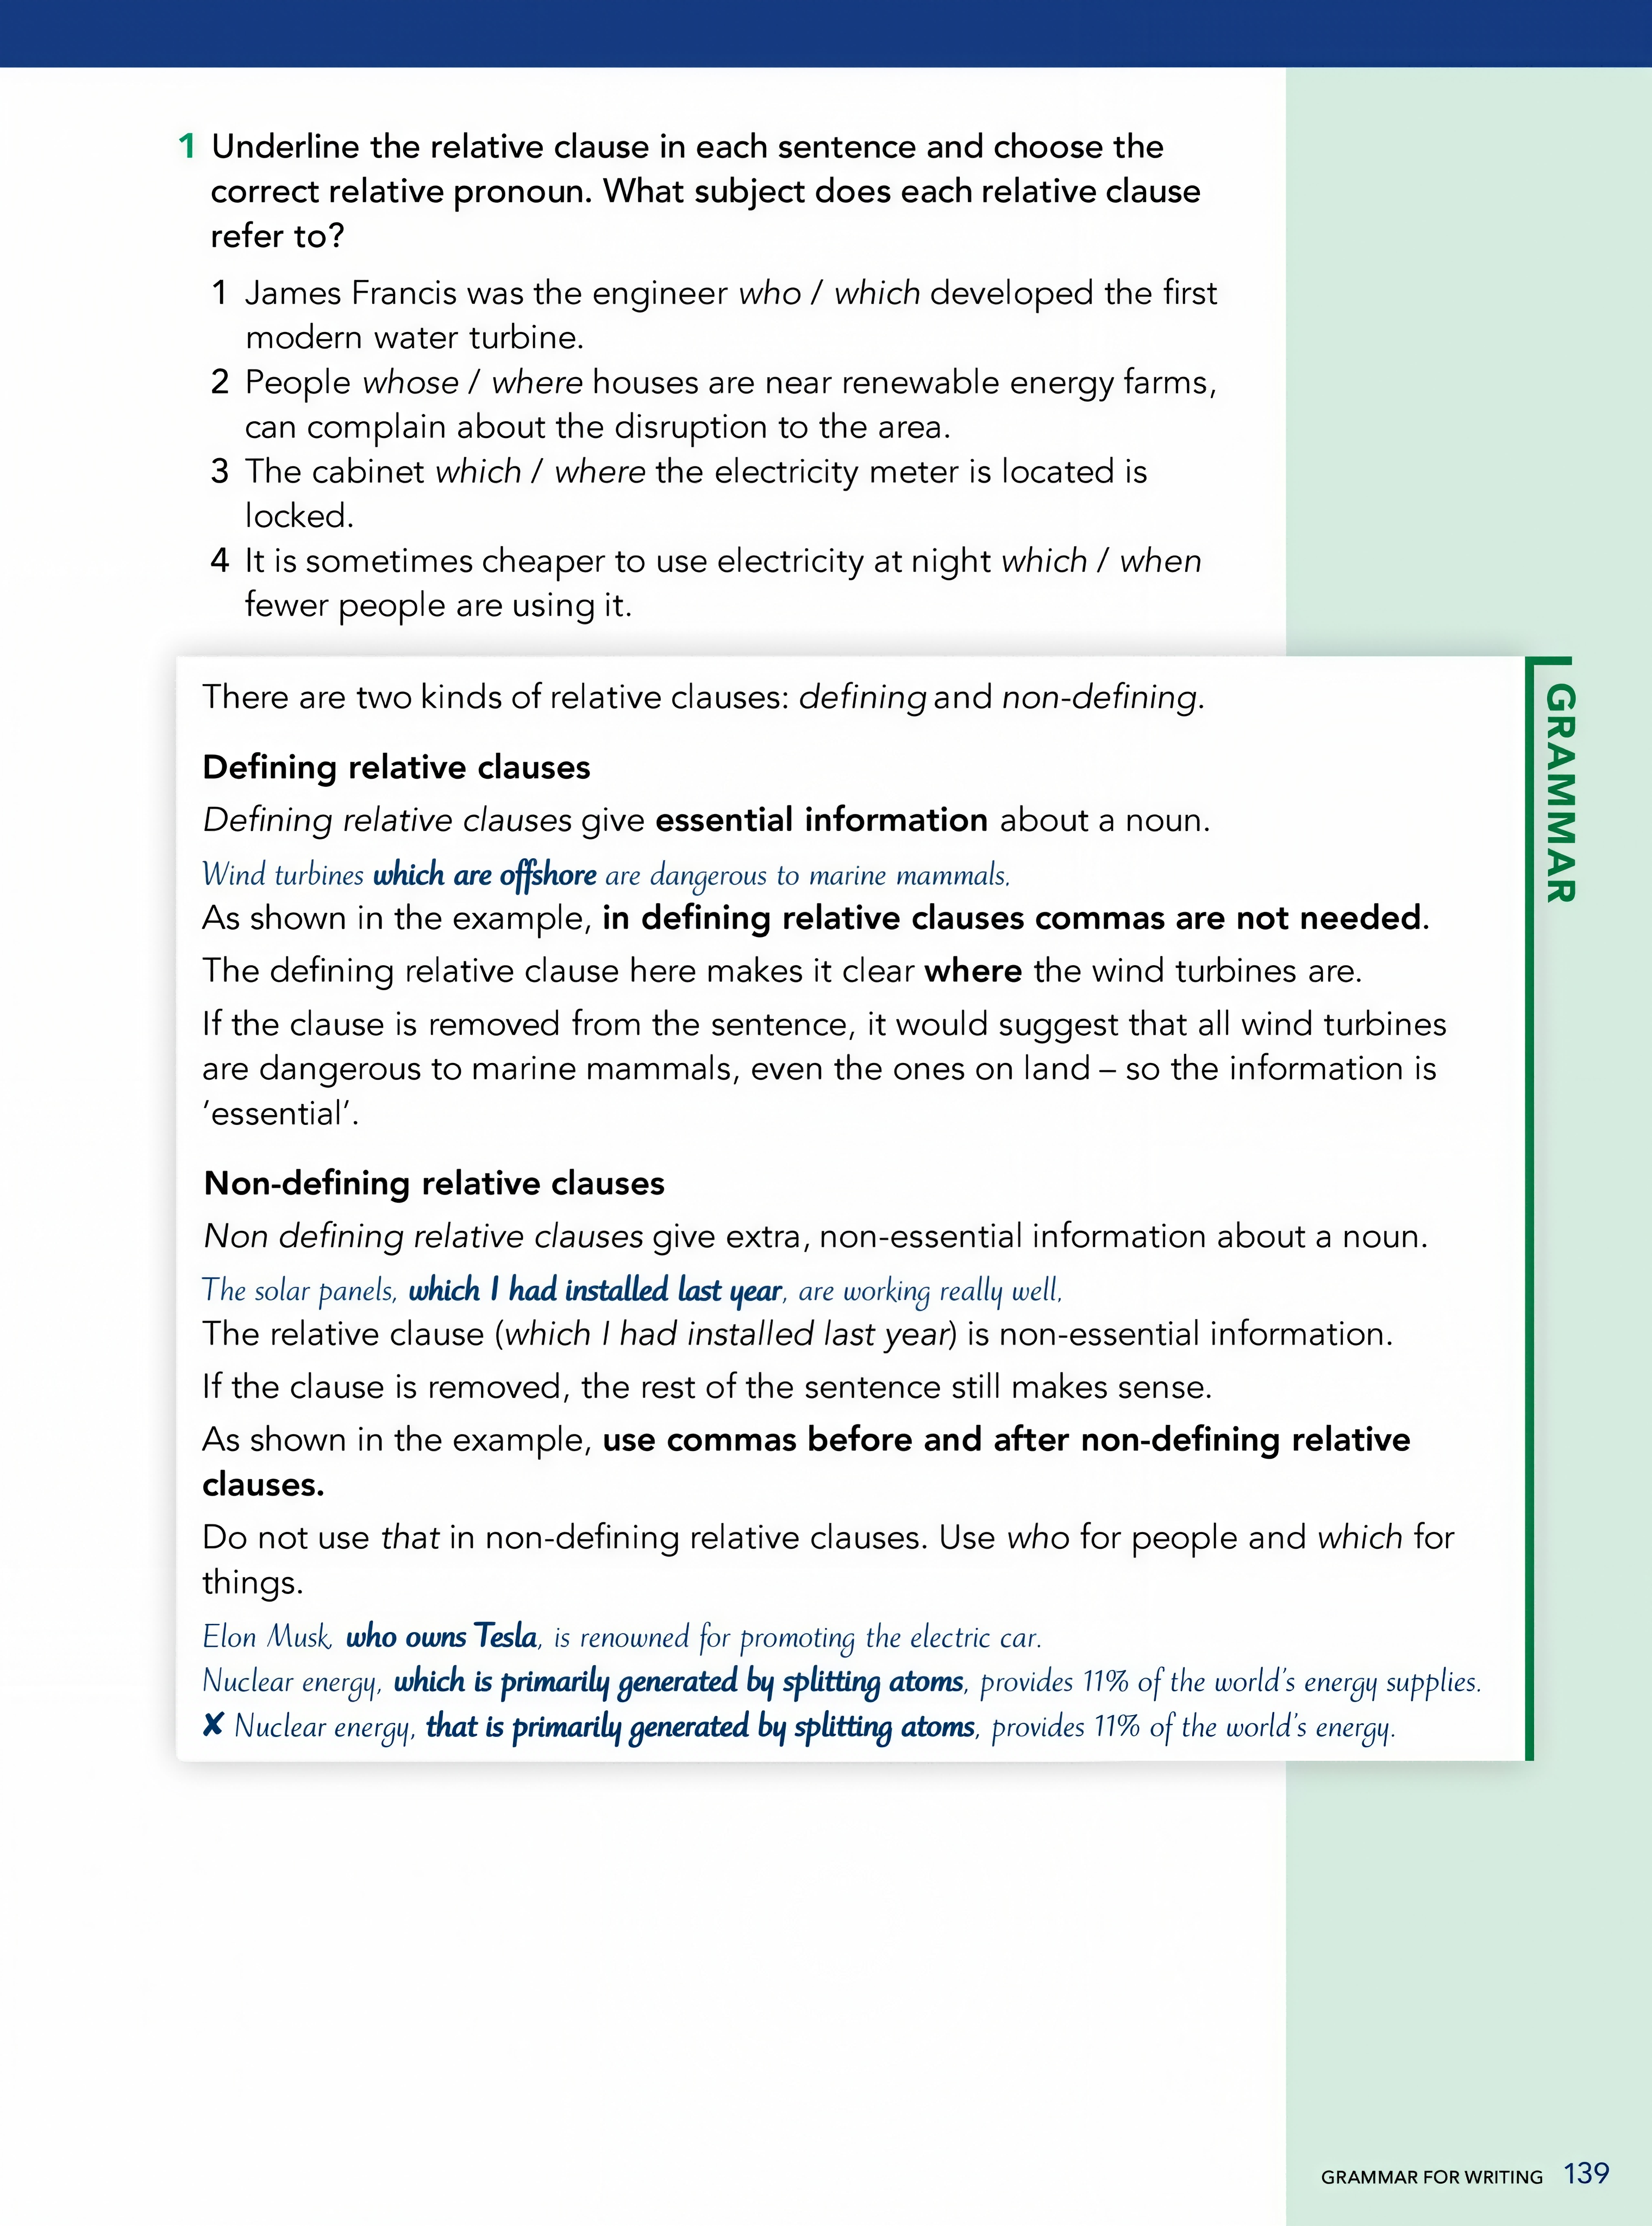 1 Underline the relative clause in each sentence and choose the
correct relative pronoun. What subject does each relative clause
refer to?
1 James Francis was the engineer who / which developed the first
modern water turbine.
2 People whose / where houses are near renewable energy farms,
can complain about the disruption to the area.
3 The cabinet which / where the electricity meter is located is
locked.
4 It is sometimes cheaper to use electricity at night which / when
fewer people are using it.
GRAMMAR
There are two kinds of relative clauses: defining and non-defining.
Defining relative clauses
Defining relative clauses give essential information about a noun.
Wind turbines which are offshore are dangerous to marine mammals.
As shown in the example, in defining relative clauses commas are not needed.
The defining relative clause here makes it clear where the wind turbines are.
If the clause is removed from the sentence, it would suggest that all wind turbines
are dangerous to marine mammals, even the ones on land – so the information is
'essential'.
Non-defining relative clauses
Non defining relative clauses give extra, non-essential information about a noun.
The solar panels, which I had installed last year, are working really well.
The relative clause (which I had installed last year) is non-essential information.
If the clause is removed, the rest of the sentence still makes sense.
As shown in the example, use commas before and after non-defining relative
clauses.
Do not use that in non-defining relative clauses. Use who for people and which for
things.
Elon Musk, who owns Tesla, is renowned for promoting the electric car.
Nuclear energy, which is primarily generated by splitting atoms, provides 11% of the world's energy supplies.
✘ Nuclear energy, that is primarily generated by splitting atoms, provides 11% of the world's energy.
GRAMMAR FOR WRITING 139